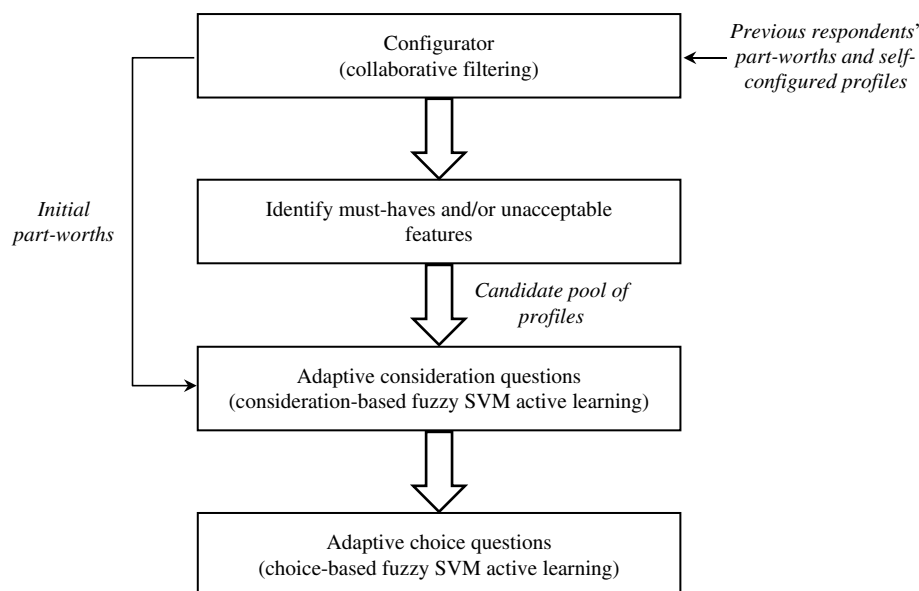 Configurator
(collaborative filtering)
Previous respondents’
part-worths and self-
configured profiles
Identify must-haves and/or unacceptable
features
Initial
part-worths
Candidate pool of
profiles
Adaptive consideration questions
(consideration-based fuzzy SVM active learning)
Adaptive choice questions
(choice-based fuzzy SVM active learning)